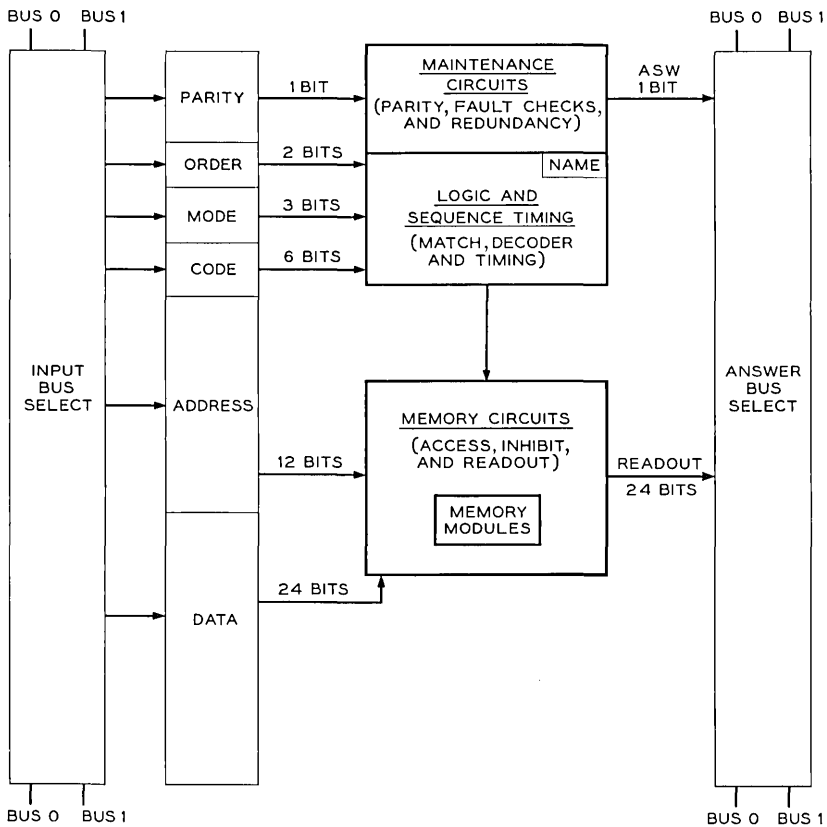 BUS 0 BUS 1
BUS 0 BUS 1
INPUT
BUS
SELECT
PARITY
ORDER
MODE
CODE
ADDRESS
DATA
1 BIT
2 BITS
3 BITS
6 BITS
12 BITS
24 BITS
MAINTENANCE
CIRCUITS
(PARITY, FAULT CHECKS,
AND REDUNDANCY)
NAME
LOGIC AND
SEQUENCE TIMING
(MATCH, DECODER
AND TIMING)
MEMORY CIRCUITS
(ACCESS, INHIBIT,
AND READOUT)
MEMORY
MODULES
ASW
1 BIT
READOUT
24 BITS
ANSWER
BUS
SELECT
BUS 0 BUS 1
BUS 0 BUS 1